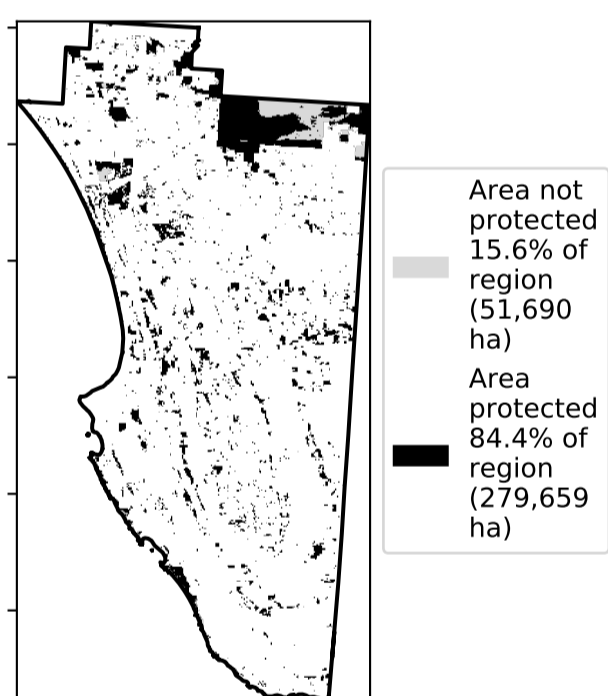 Area not
protected
15.6% of
region
(51,690
ha)
Area
protected
84.4% of
region
(279,659
ha)